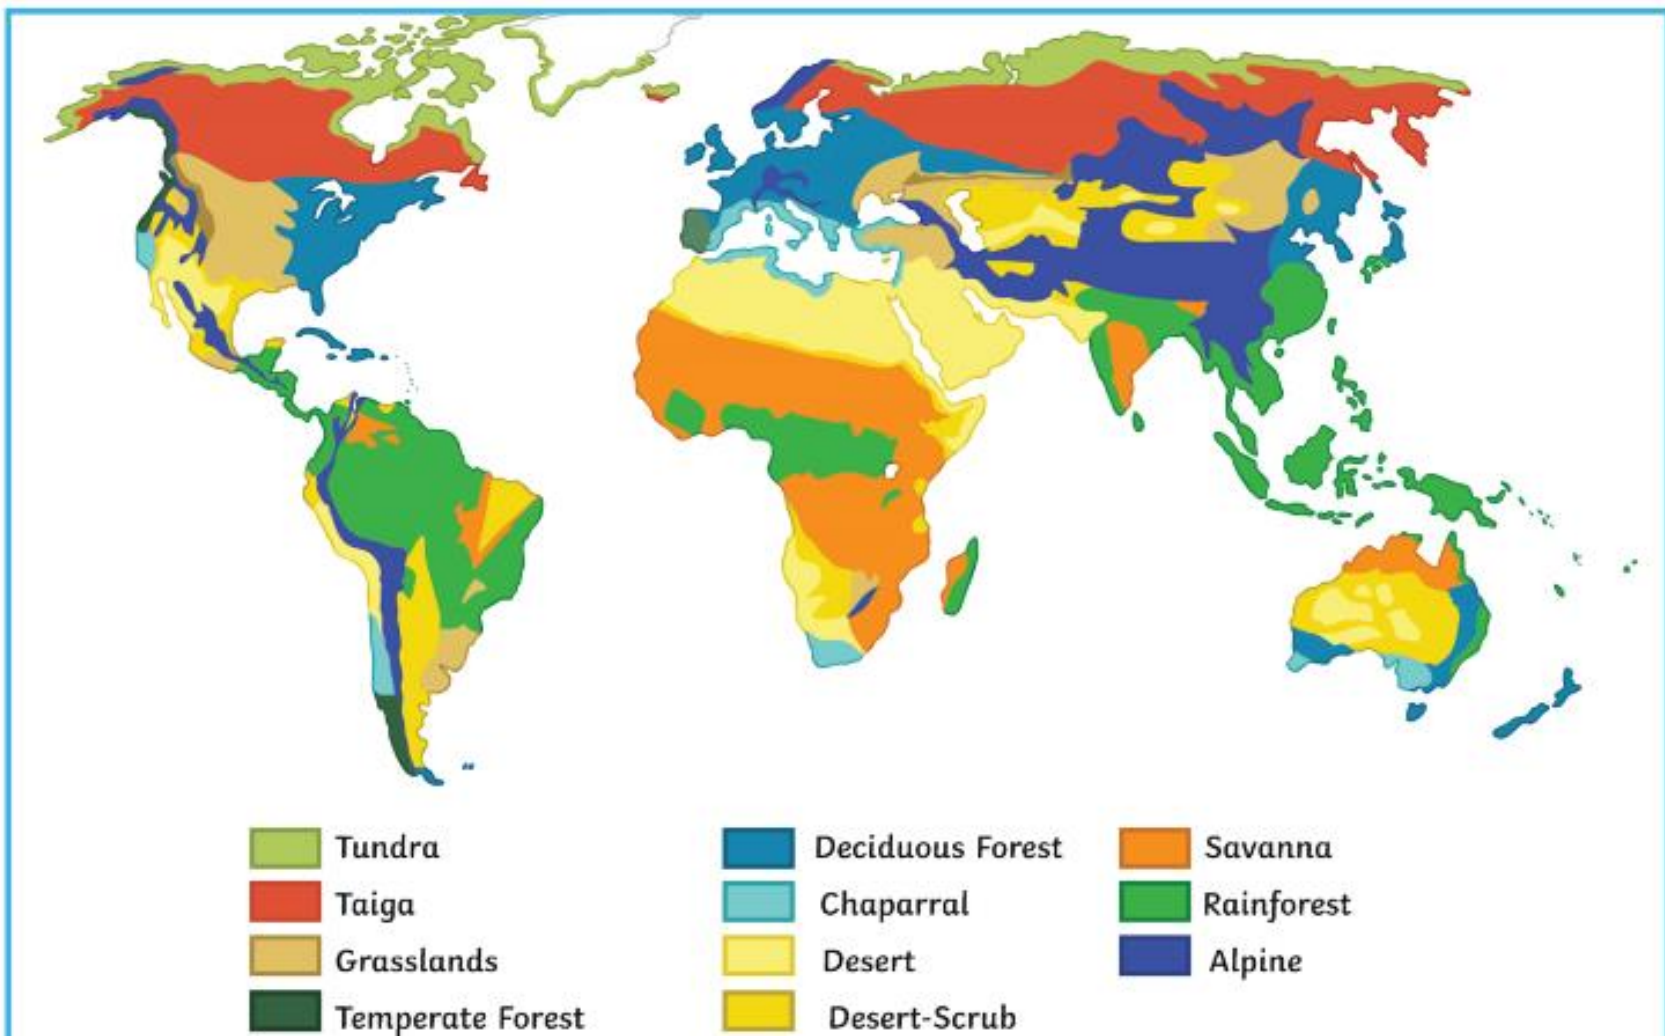 Tundra
Taiga
Grasslands
Temperate Forest
Deciduous Forest
Chaparral
Desert
Desert-Scrub
Savanna
Rainforest
Alpine